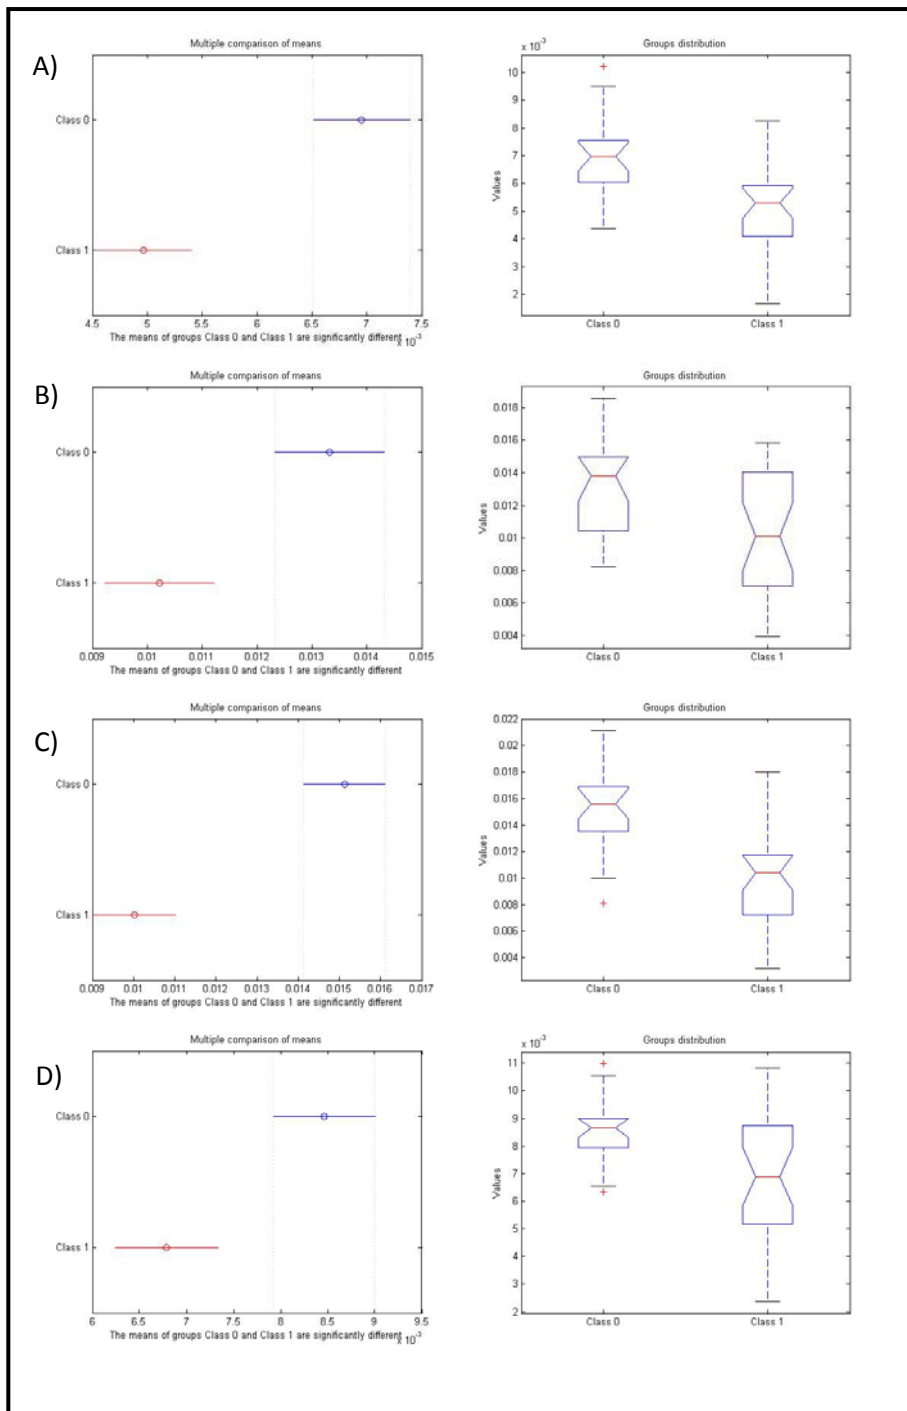 A)
Multiple comparison of means
Class 0
Class 1
4.5 5 5.5 6 6.5 7 7.5
The means of groups Class 0 and Class 1 are significantly different
x 10⁻³
Groups distribution
x 10⁻³
Values
10
9
8
7
6
5
4
3
2
Class 0 Class 1
B)
Multiple comparison of means
Class 0
Class 1
0.009 0.01 0.011 0.012 0.013 0.014 0.015
The means of groups Class 0 and Class 1 are significantly different
Groups distribution
Values
0.018
0.016
0.014
0.012
0.01
0.008
0.006
0.004
Class 0 Class 1
C)
Multiple comparison of means
Class 0
Class 1
0.009 0.01 0.011 0.012 0.013 0.014 0.015 0.016 0.017
The means of groups Class 0 and Class 1 are significantly different
Groups distribution
Values
0.022
0.02
0.018
0.016
0.014
0.012
0.01
0.008
0.006
0.004
Class 0 Class 1
D)
Multiple comparison of means
Class 0
Class 1
6 6.5 7 7.5 8 8.5 9 9.5
The means of groups Class 0 and Class 1 are significantly different
x 10⁻³
Groups distribution
x 10⁻³
Values
11
10
9
8
7
6
5
4
3
2
Class 0 Class 1